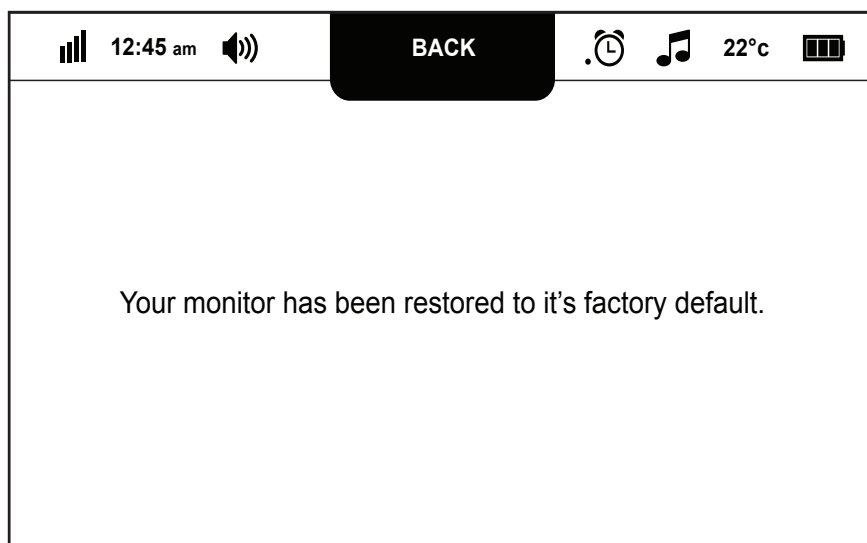 12:45 am BACK 22°c
Your monitor has been restored to it’s factory default.